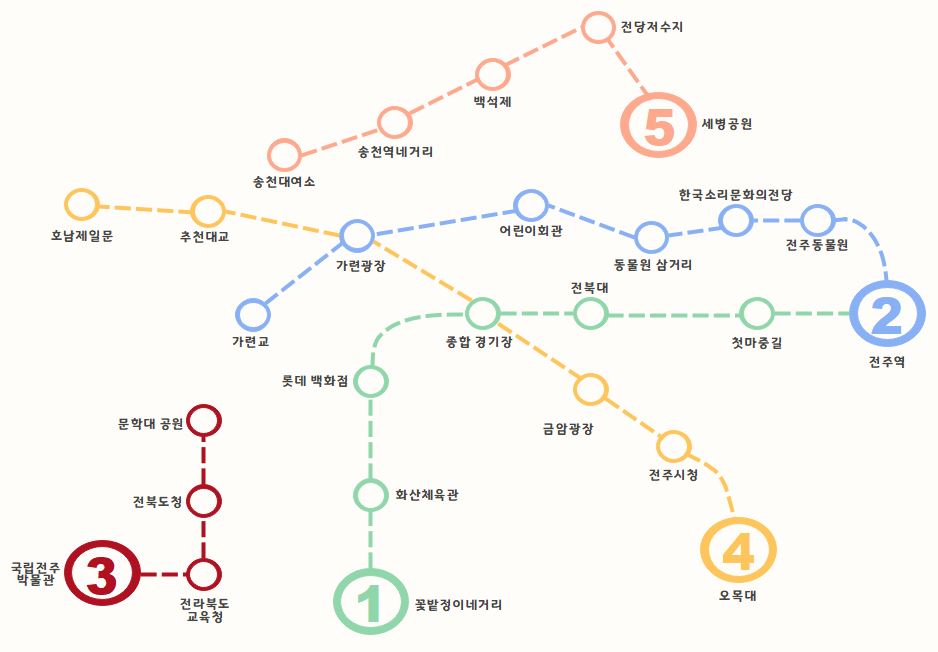 전당저수지
백석제
5
세병공원
송천역네거리
송천대여소
한국소리문화의전당
호남제일문
추천대교
어린이회관
전주동물원
가련광장
동물원 삼거리
전북대
2
가련교
종합 경기장
첫마중길
전주역
롯데 백화점
문학대 공원
금암광장
전주시청
화산체육관
전북도청
4
국립전주
박물관
3
오목대
전라북도
교육청
1
꽃밭정이네거리